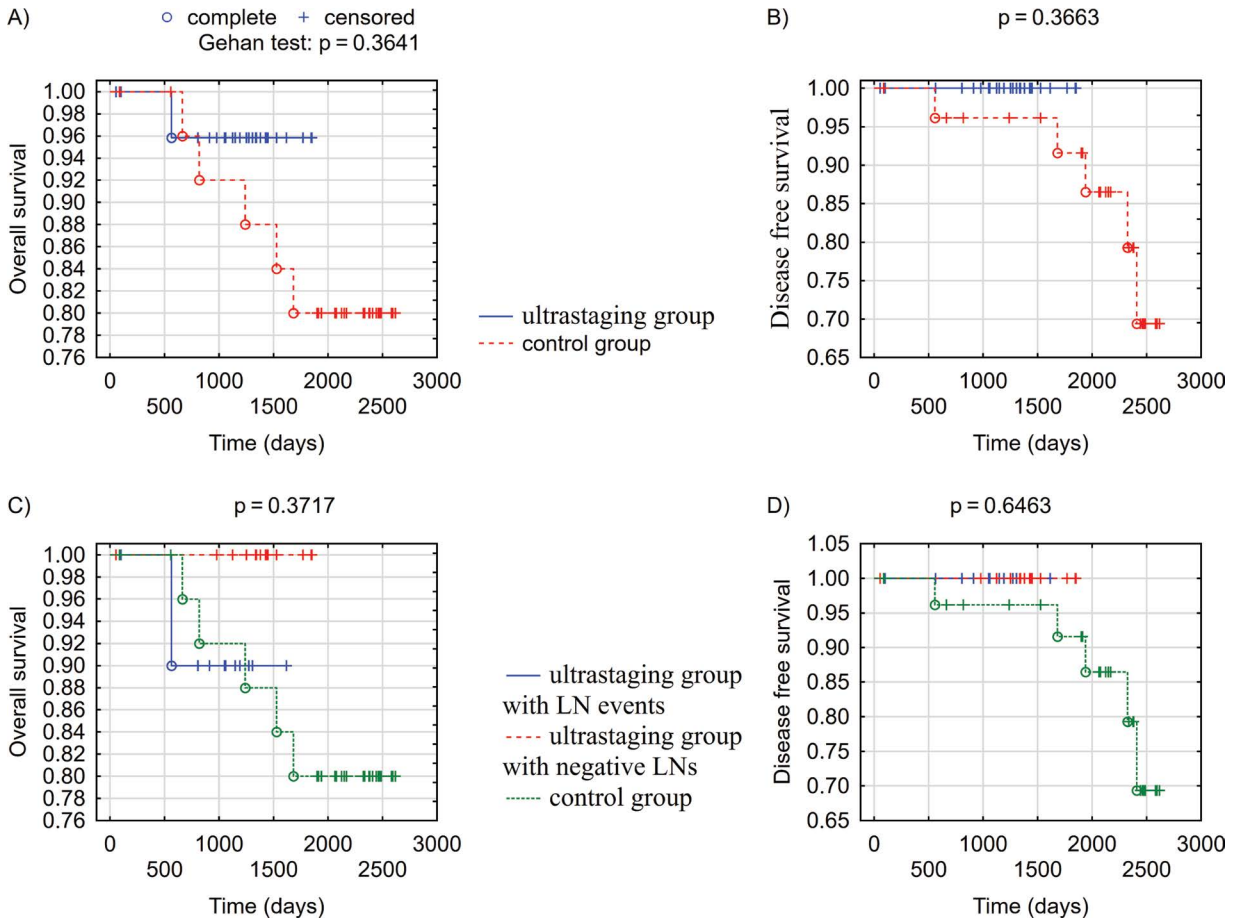 A)
complete censored
Gehan test: p = 0.3641
1.00
0.98
0.96
0.94
0.92
0.90
0.88
0.86
0.84
0.82
0.80
0.78
0.76
Overall survival
0 1000 2000 3000
500 1500 2500
Time (days)
ultrastaging group
control group
B)
p = 0.3663
1.00
0.95
0.90
0.85
0.80
0.75
0.70
0.65
Disease free survival
0 1000 2000 3000
500 1500 2500
Time (days)
C)
p = 0.3717
1.00
0.98
0.96
0.94
0.92
0.90
0.88
0.86
0.84
0.82
0.80
0.78
0.76
Overall survival
0 1000 2000 3000
500 1500 2500
Time (days)
ultrastaging group
with LN events
ultrastaging group
with negative LNs
control group
D)
p = 0.6463
1.05
1.00
0.95
0.90
0.85
0.80
0.75
0.70
0.65
Disease free survival
0 1000 2000 3000
500 1500 2500
Time (days)